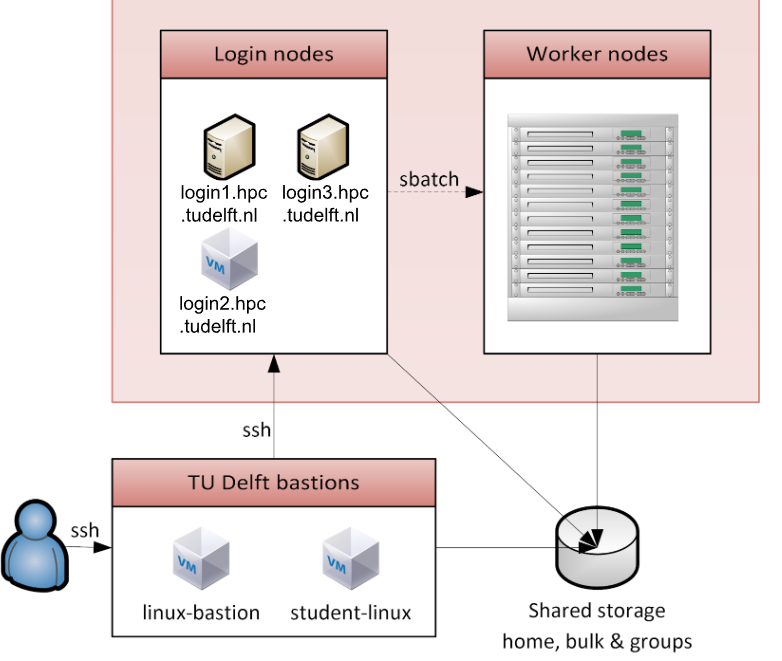 Login nodes
Worker nodes
login1.hpc
.tudelft.nl
login3.hpc
.tudelft.nl
sbatch
VM
login2.hpc
.tudelft.nl
ssh
TU Delft bastions
ssh
VM
VM
linux-bastion
student-linux
Shared storage
home, bulk & groups